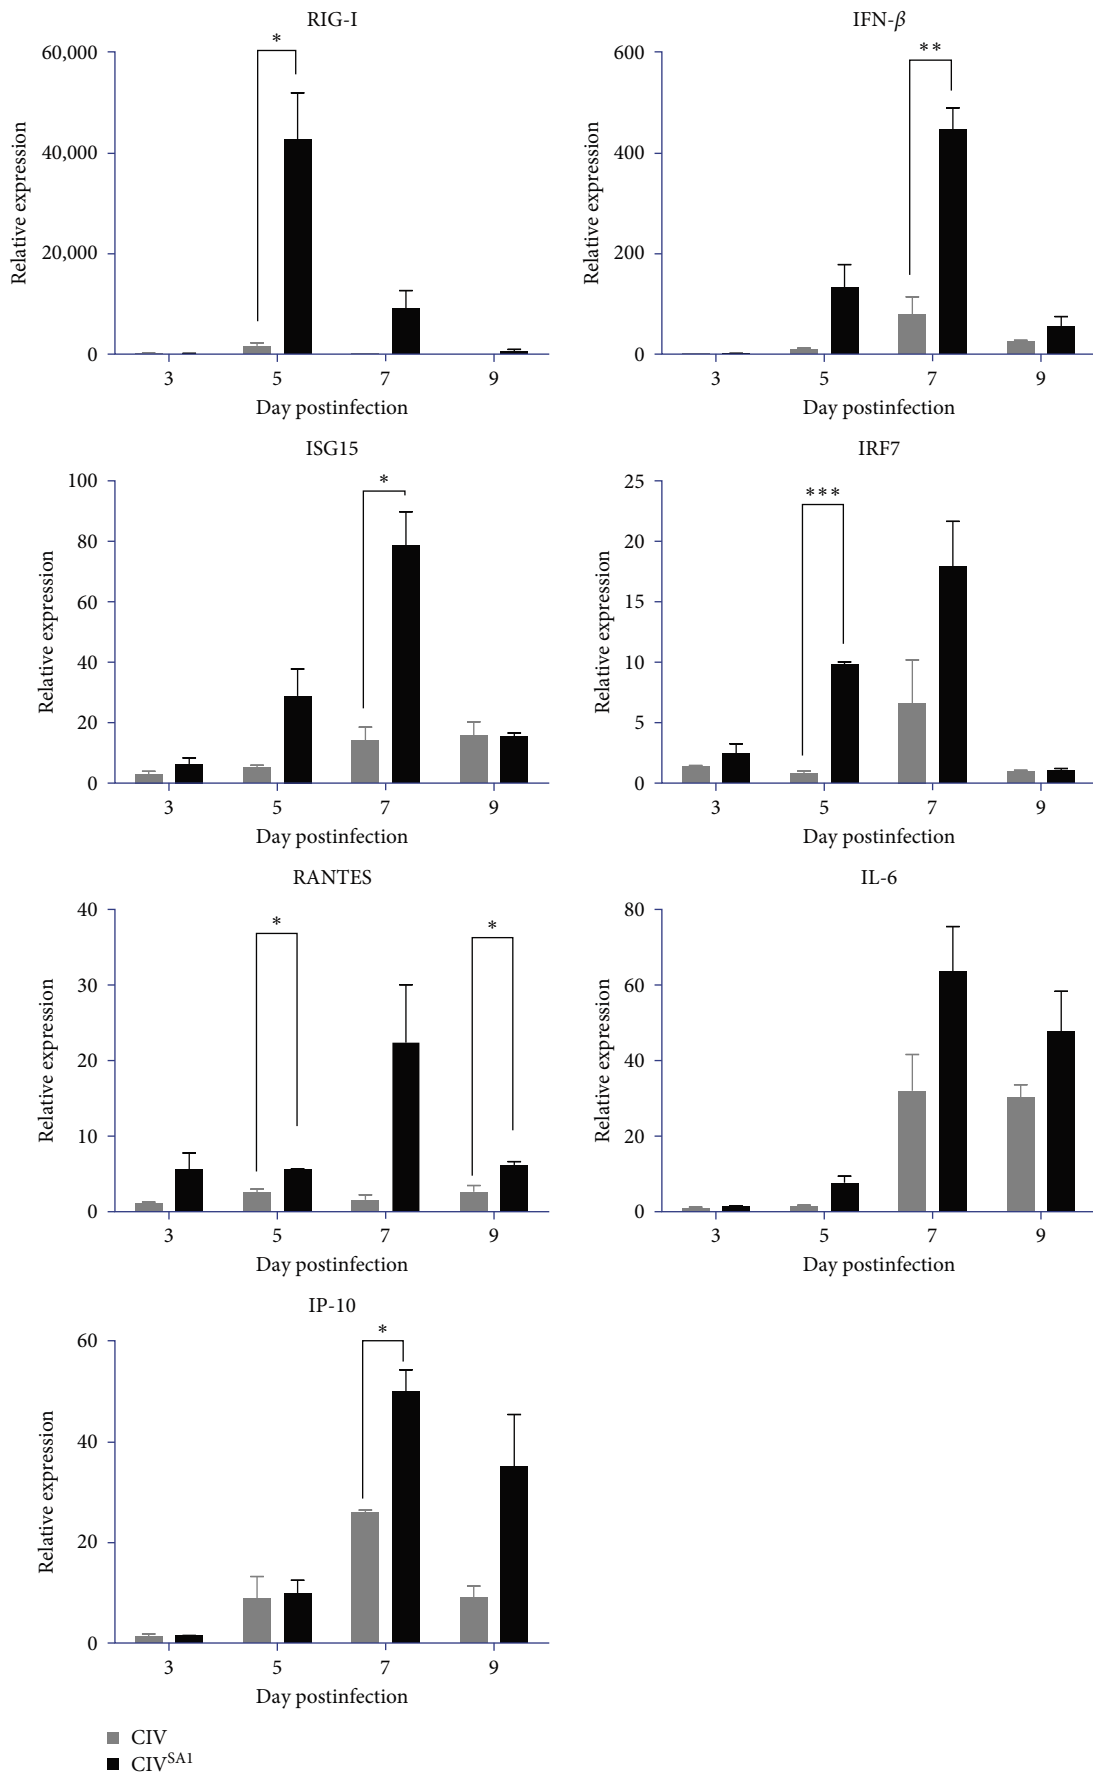 RIG-I
*
60,000
40,000
20,000
0
Relative expression
3 5 7 9
Day postinfection
IFN-β
**
600
400
200
0
Relative expression
3 5 7 9
Day postinfection
ISG15
*
100
80
60
40
20
0
Relative expression
3 5 7 9
Day postinfection
IRF7
***
25
20
15
10
5
0
Relative expression
3 5 7 9
Day postinfection
RANTES
* *
40
30
20
10
0
Relative expression
3 5 7 9
Day postinfection
IL-6
80
60
40
20
0
Relative expression
3 5 7 9
Day postinfection
IP-10
*
60
40
20
0
Relative expression
3 5 7 9
Day postinfection
CIV
CIV^SA1